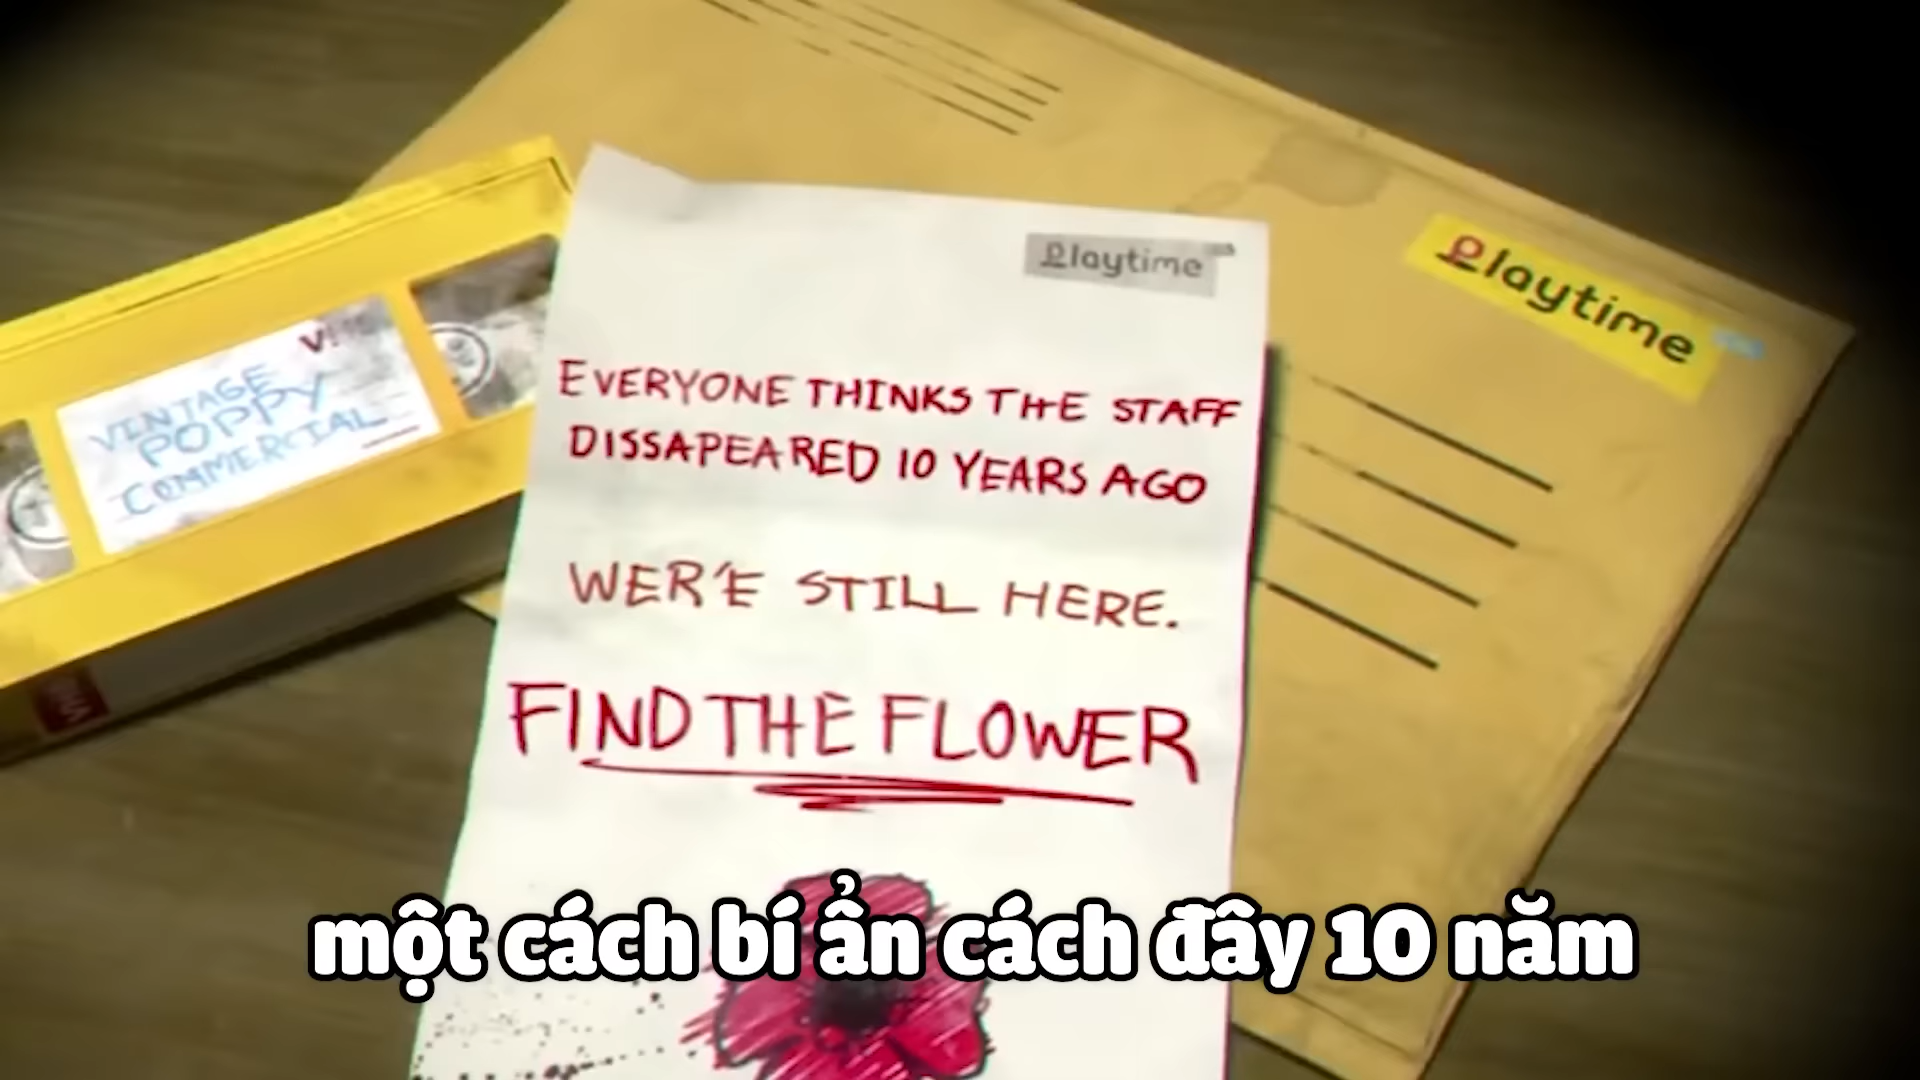 Playtime
Playtime
VINTAGE
POPPY
COMMERCIAL
EVERYONE THINKS THE STAFF
DISSAPEARED 10 YEARS AGO
WER'E STILL HERE.
FIND THE FLOWER
một cách bí ẩn cách đây 10 năm